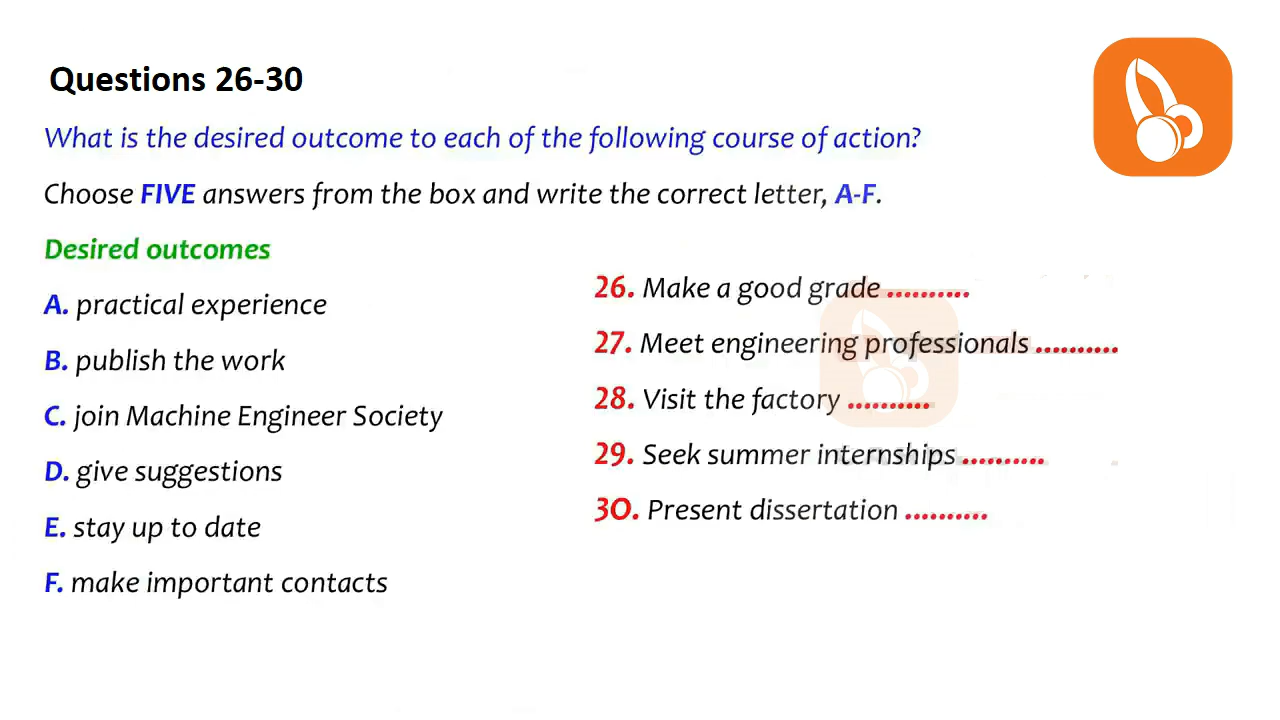 Questions 26-30
What is the desired outcome to each of the following course of action?
Choose FIVE answers from the box and write the correct letter, A-F.
Desired outcomes
A. practical experience
B. publish the work
C. join Machine Engineer Society
D. give suggestions
E. stay up to date
F. make important contacts
26. Make a good grade ..........
27. Meet engineering professionals ..........
28. Visit the factory ..........
29. Seek summer internships ..........
30. Present dissertation ..........